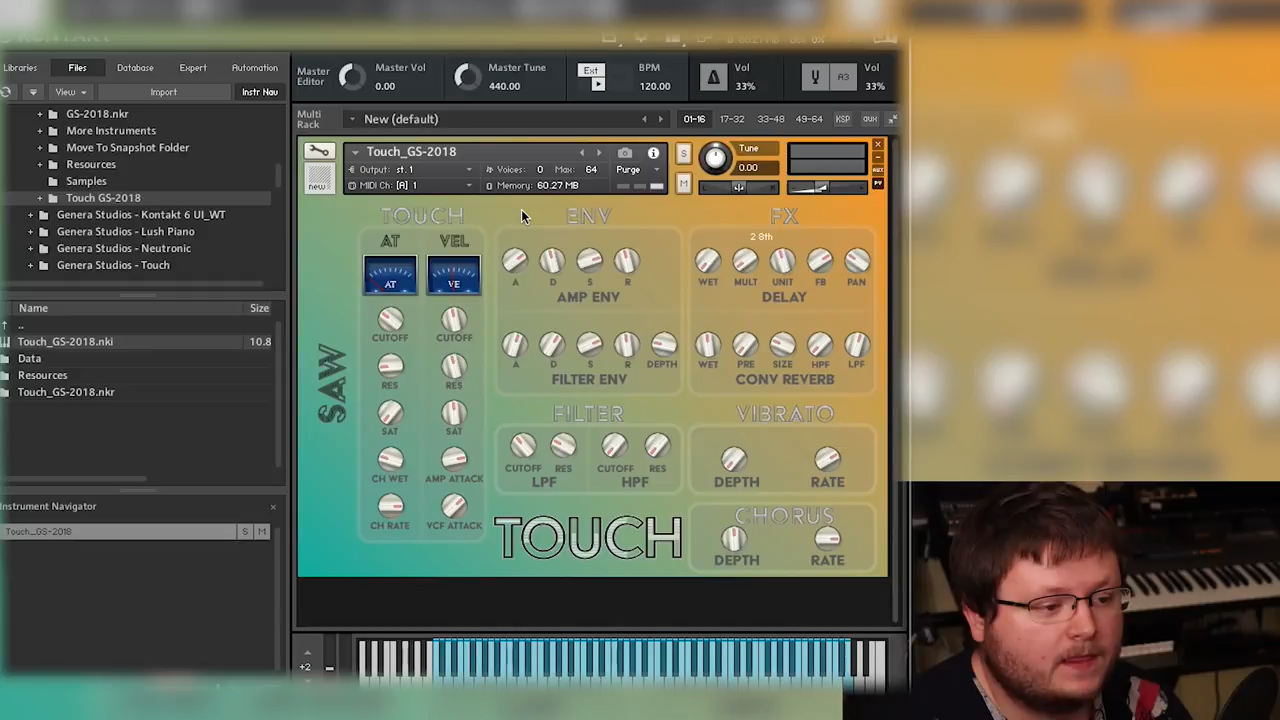 Libraries Files Database Expert Automation
View Import Instr Nav
GS-2018.nkr
More Instruments
Move To Snapshot Folder
Resources
Samples
Touch GS-2018
Genera Studios - Kontakt 6 UI_WT
Genera Studios - Lush Piano
Genera Studios - Neutronic
Genera Studios - Touch
Name Size
..
Touch_GS-2018.nki 10.8
Data
Resources
Touch_GS-2018.nkr
Instrument Navigator ×
Touch_GS-2018 S M
Master Editor
Master Vol 0.00
Master Tune 440.00
Ext
BPM 120.00
Vol 33%
A3
Vol 33%
Multi Rack
New (default)
01-16 17-32 33-48 49-64 KSP aux
Touch_GS-2018
new
Output: st.1 Voices: 0 Max: 64 Purge
MIDI Ch: [A] 1 Memory: 60.27 MB
S
M
Tune
0.00
AUX
PV
TOUCH ENV FX
AT VEL
2 8th
AT VE
CUTOFF CUTOFF
RES RES
SAT SAT
CH WET AMP ATTACK
CH RATE VCF ATTACK
SAW
A D S R
AMP ENV
A D S R DEPTH
FILTER ENV
WET MULT UNIT FB PAN
DELAY
WET PRE SIZE HPF LPF
CONV REVERB
FILTER
CUTOFF RES CUTOFF RES
LPF HPF
VIBRATO
DEPTH RATE
TOUCH
CHORUS
DEPTH RATE
+2